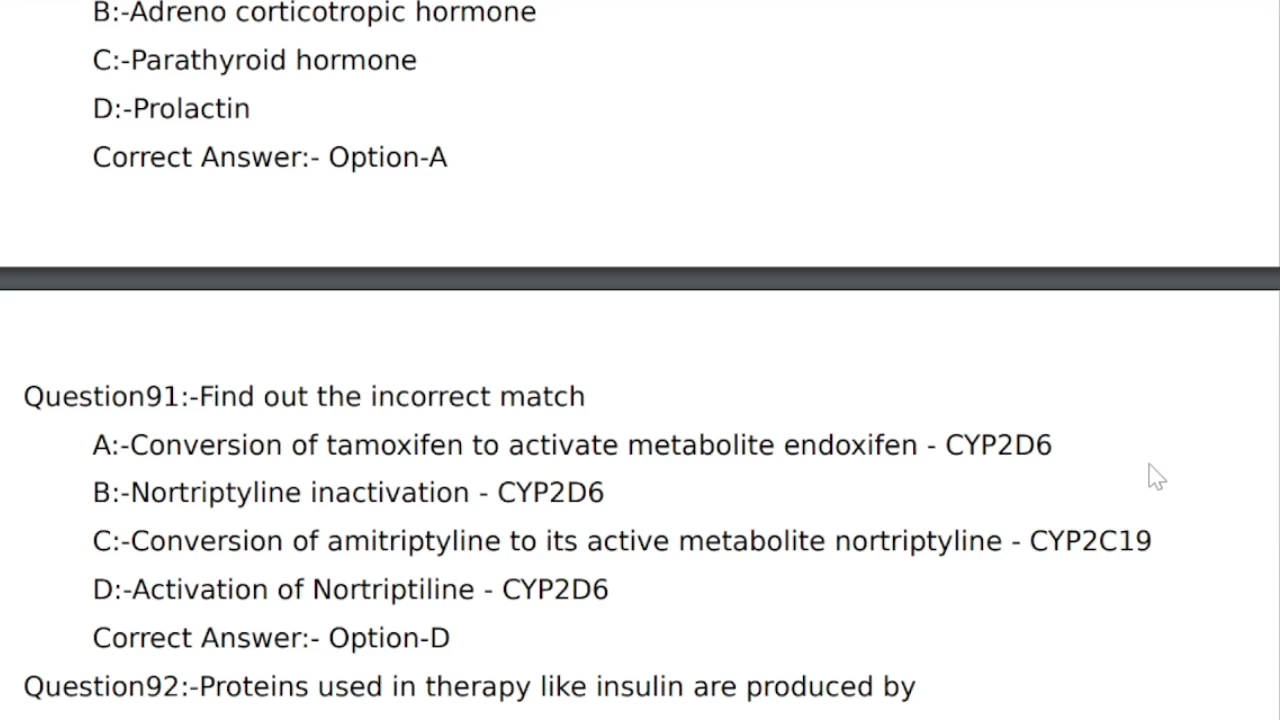 B:-Adreno corticotropic hormone
C:-Parathyroid hormone
D:-Prolactin
Correct Answer:- Option-A
Question91:-Find out the incorrect match
A:-Conversion of tamoxifen to activate metabolite endoxifen - CYP2D6
B:-Nortriptyline inactivation - CYP2D6
C:-Conversion of amitriptyline to its active metabolite nortriptyline - CYP2C19
D:-Activation of Nortriptiline - CYP2D6
Correct Answer:- Option-D
Question92:-Proteins used in therapy like insulin are produced by